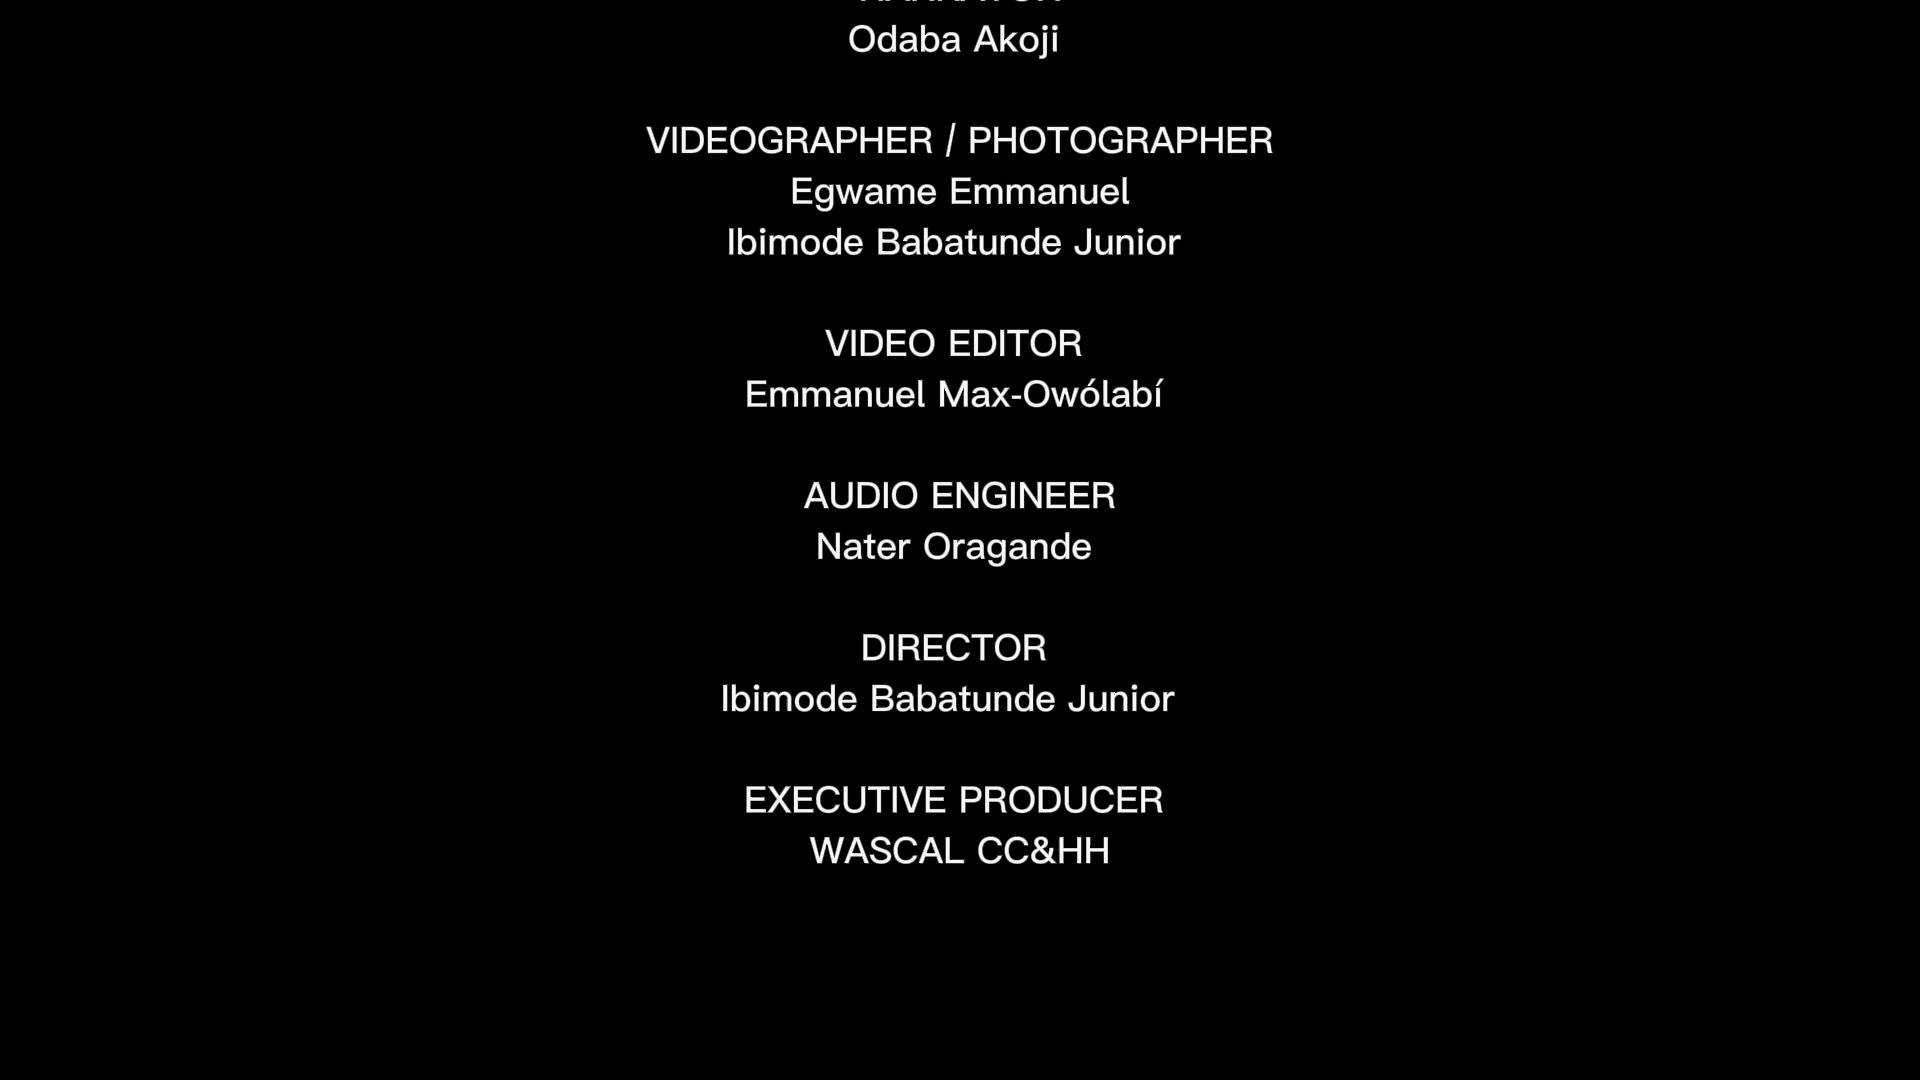 Odaba Akoji
VIDEOGRAPHER / PHOTOGRAPHER
Egwame Emmanuel
Ibimode Babatunde Junior
VIDEO EDITOR
Emmanuel Max-Owólabí
AUDIO ENGINEER
Nater Oragande
DIRECTOR
Ibimode Babatunde Junior
EXECUTIVE PRODUCER
WASCAL CC&HH